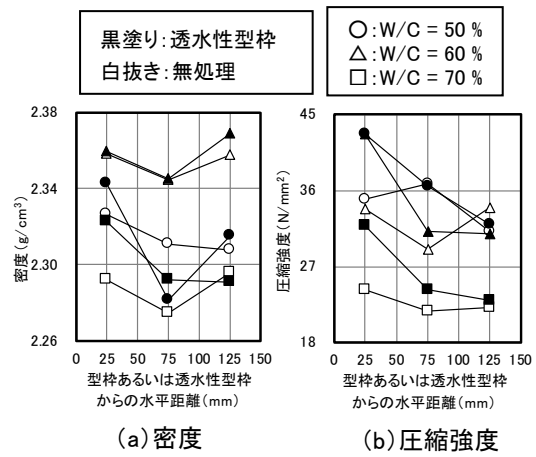 黒塗り:透水性型枠
白抜き:無処理
○:W/C = 50 %
△:W/C = 60 %
□:W/C = 70 %
2.38
2.34
2.30
2.26
密度(g/cm³)
0 25 50 75 100 125 150
型枠あるいは透水性型枠
からの水平距離(mm)
(a)密度
45
36
27
18
圧縮強度(N/mm²)
0 25 50 75 100 125 150
型枠あるいは透水性型枠
からの水平距離(mm)
(b)圧縮強度